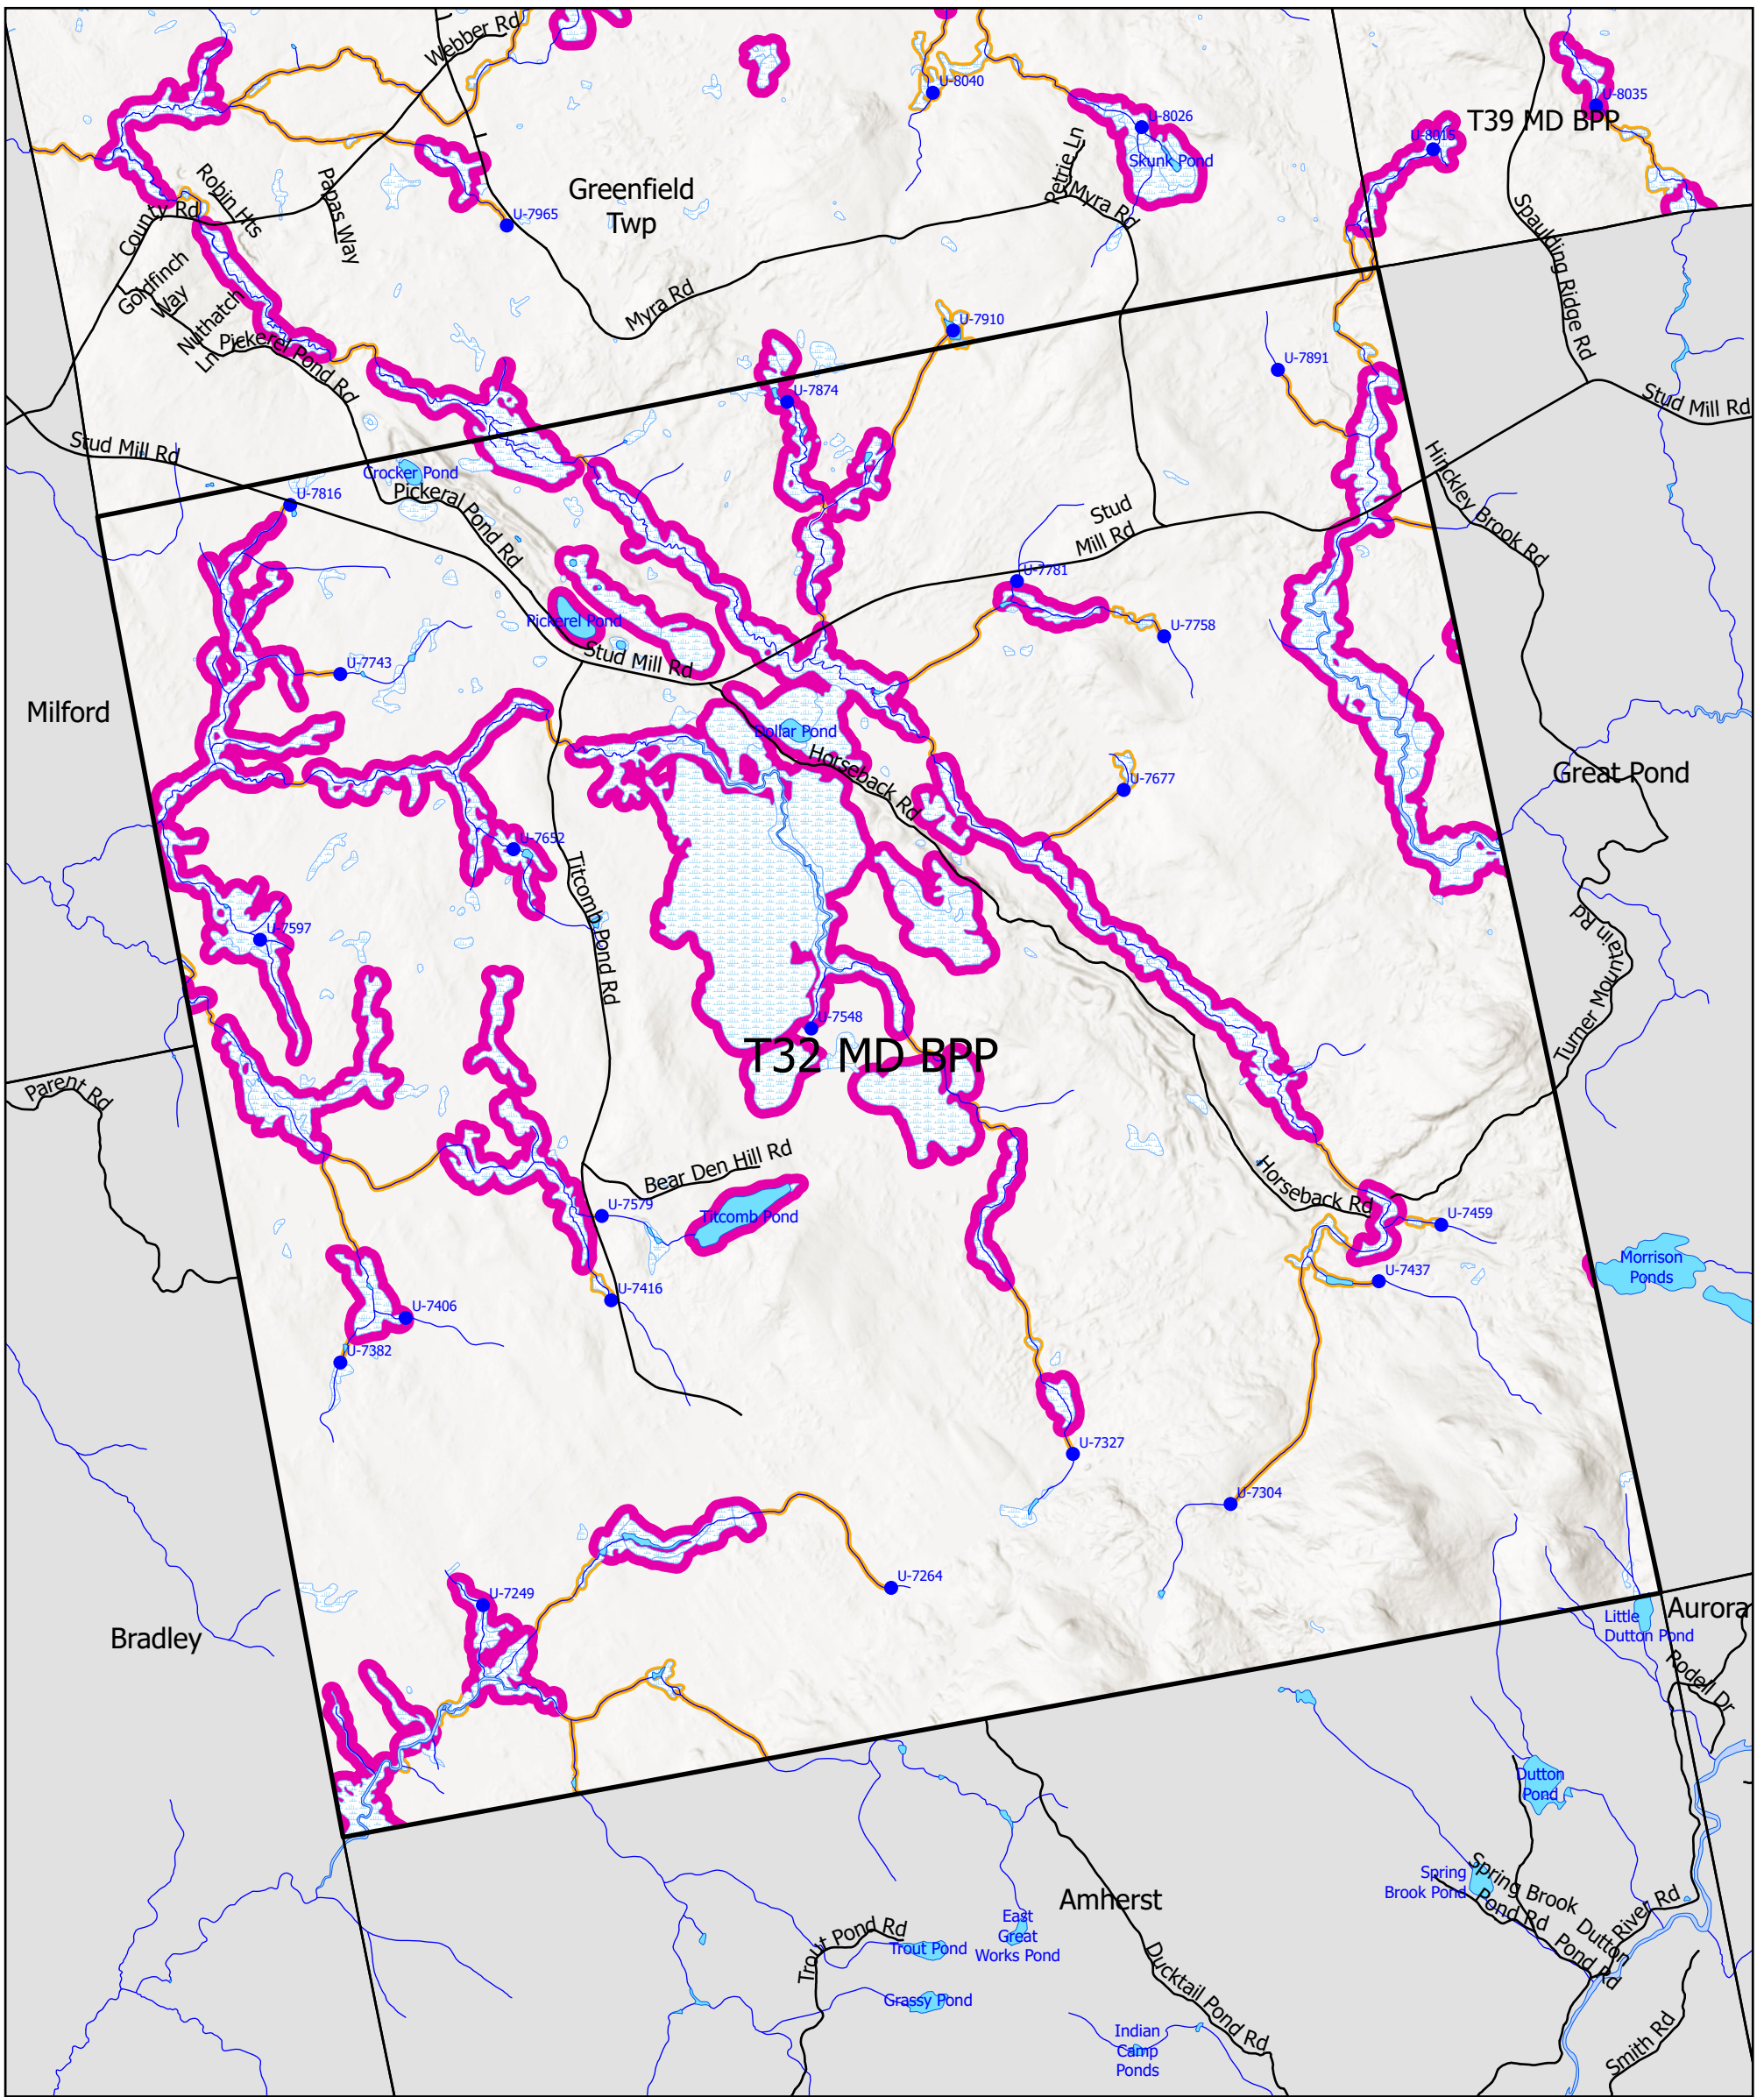 Webber Rd
U-8040
U-8035
T39 MD BPP
U-8026
U-8015
Skunk Pond
Petrie Ln
Greenfield
Twp
Robin Hts
Papas Way
Myra Rd
County Rd
U-7965
Spaulding Ridge Rd
Goldfinch
Way
Myra Rd
Nuthatch
Ln
U-7910
Pickerel Pond Rd
U-7891
U-7874
Stud Mill Rd
Stud Mill Rd
Crocker Pond
Hinckley Brook Rd
U-7816
Pickeral Pond Rd
Stud
Mill Rd
U-7781
Pickerel Pond
U-7758
Stud Mill Rd
U-7743
Milford
Dollar Pond
Horseback Rd
Great Pond
U-7677
U-7652
Titcomb Pond Rd
U-7597
Turner Mountain Rd
U-7548
T32 MD BPP
Parent Rd
Bear Den Hill Rd
Horseback Rd
U-7579
Titcomb Pond
U-7459
Morrison
Ponds
U-7437
U-7416
U-7406
U-7382
U-7327
U-7304
U-7264
U-7249
Bradley
Aurora
Little
Dutton Pond
Rodell Dr
Dutton
Pond
Spring
Brook Pond
Spring Brook
Pond Rd
Amherst
River Rd
Dutton
Pond Rd
East
Great
Works Pond
Trout Pond Rd
Trout Pond
Ducktail Pond Rd
Grassy Pond
Indian
Camp
Ponds
Smith Rd